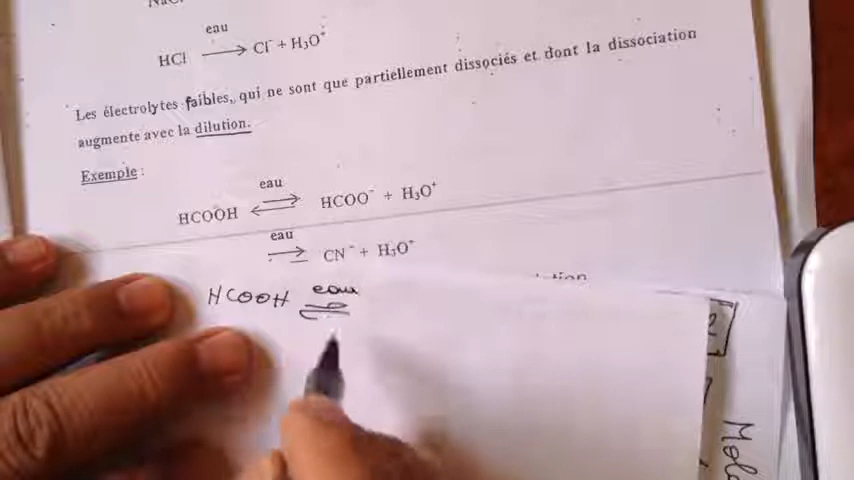 NaCl
eau
HCl ⟶ Cl⁻ + H₃O⁺
Les électrolytes faibles, qui ne sont que partiellement dissociés et dont la dissociation
augmente avec la dilution.
Exemple :
eau
HCOOH ⇌ HCOO⁻ + H₃O⁺
eau
CN⁻ + H₃O⁺
HCOOH eau ⇌